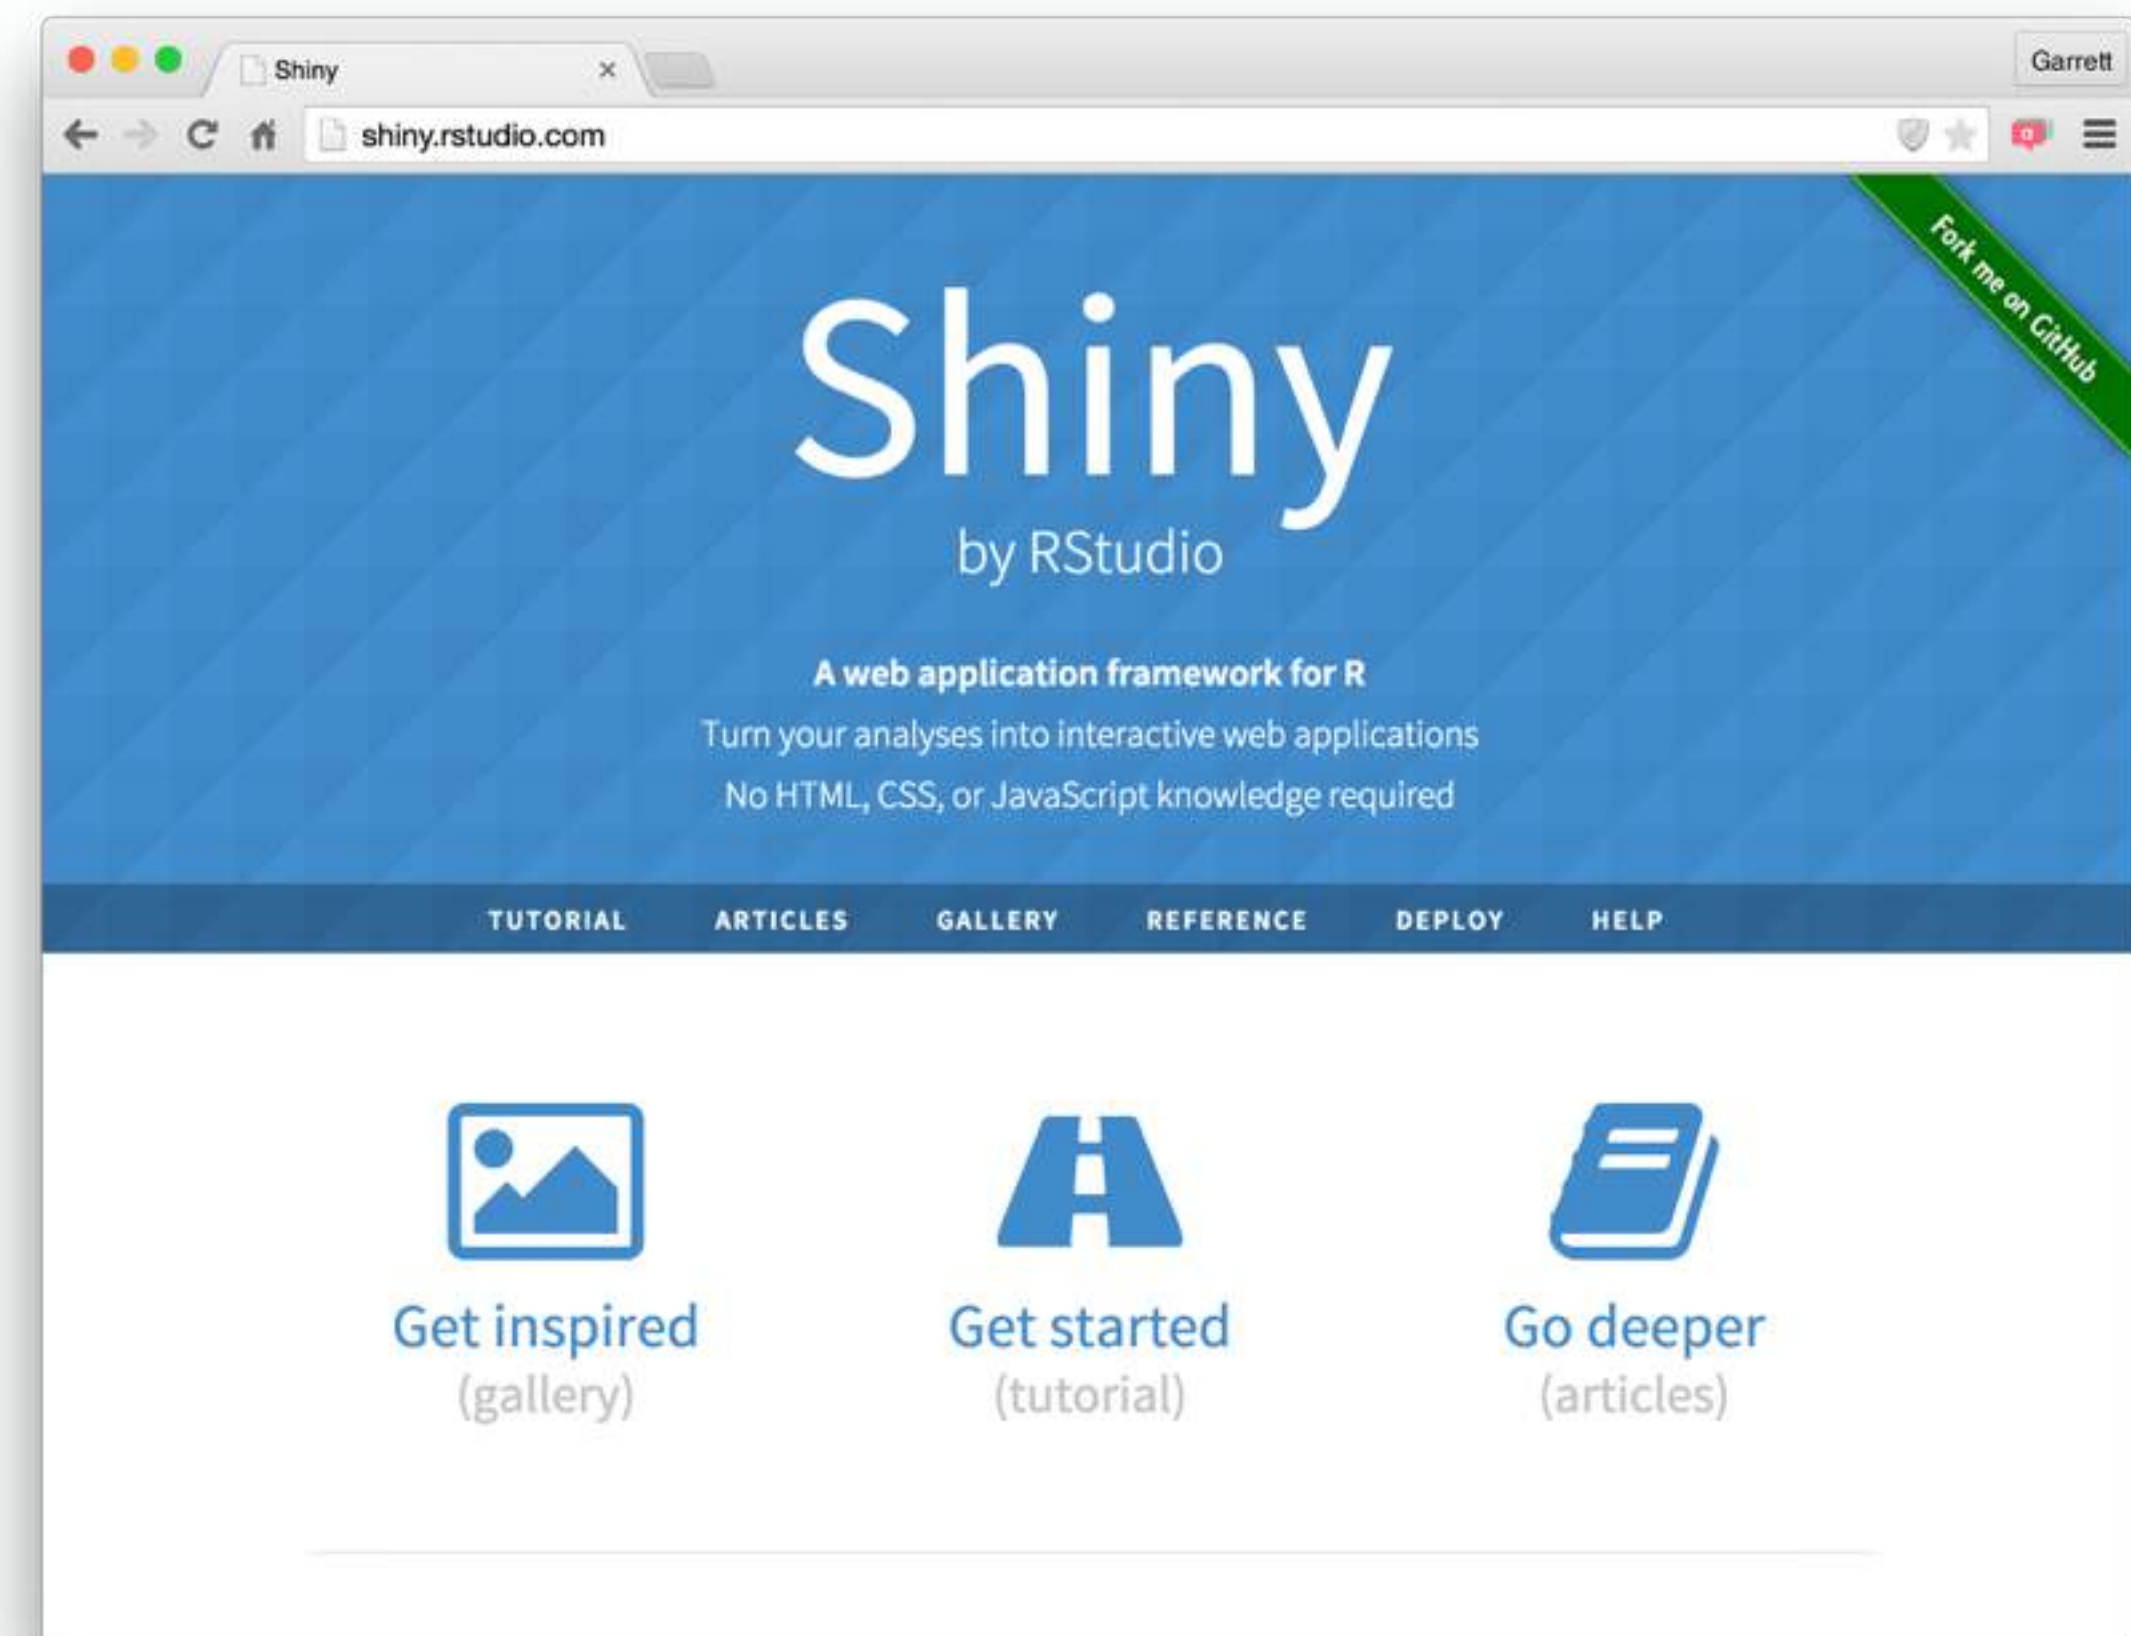 Shiny
Garrett
shiny.rstudio.com
Fork me on GitHub
Shiny
by RStudio
A web application framework for R
Turn your analyses into interactive web applications
No HTML, CSS, or JavaScript knowledge required
TUTORIAL ARTICLES GALLERY REFERENCE DEPLOY HELP
Get inspired Get started Go deeper
(gallery) (tutorial) (articles)